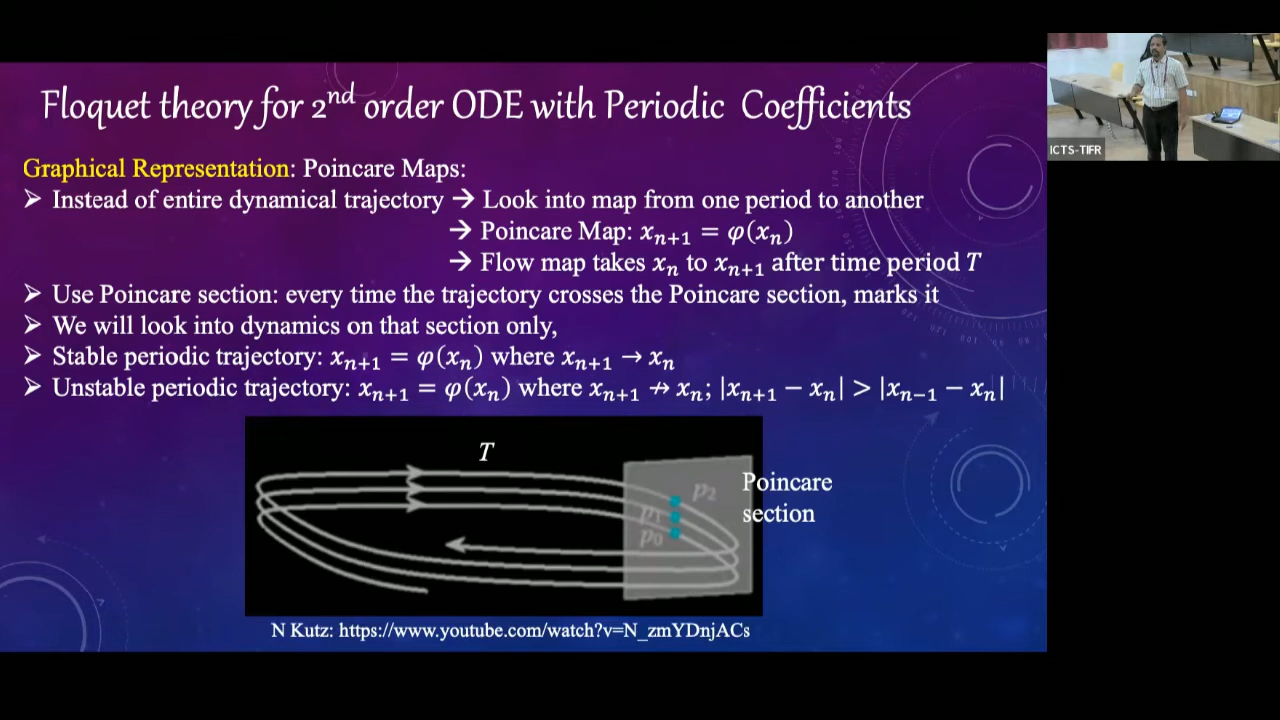 Floquet theory for 2nd order ODE with Periodic Coefficients
ICTS-TIFR
Graphical Representation: Poincare Maps:
➢ Instead of entire dynamical trajectory → Look into map from one period to another
→ Poincare Map: xₙ₊₁ = φ(xₙ)
→ Flow map takes xₙ to xₙ₊₁ after time period T
➢ Use Poincare section: every time the trajectory crosses the Poincare section, marks it
➢ We will look into dynamics on that section only,
➢ Stable periodic trajectory: xₙ₊₁ = φ(xₙ) where xₙ₊₁ → xₙ
➢ Unstable periodic trajectory: xₙ₊₁ = φ(xₙ) where xₙ₊₁ ↛ xₙ; |xₙ₊₁ − xₙ| > |xₙ₋₁ − xₙ|
T
p₂
p₁
p₀
Poincare
section
N Kutz: https://www.youtube.com/watch?v=N_zmYDnjACs